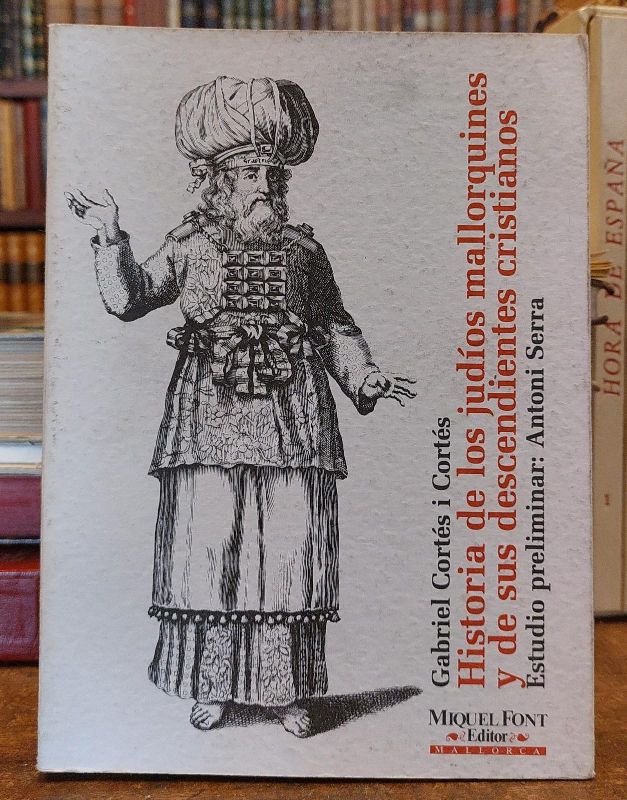 Gabriel Cortés i Cortés
Historia de los judíos mallorquines
y de sus descendientes cristianos
Estudio preliminar: Antoni Serra
MIQUEL FONT
Editor
MALLORCA
HORA DE ESPAÑA